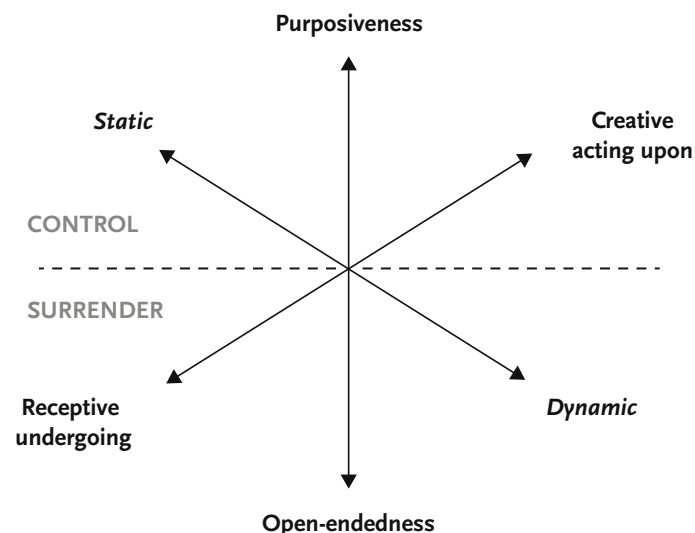 Purposiveness
Static
Creative
acting upon
CONTROL
SURRENDER
Receptive
undergoing
Dynamic
Open-endedness